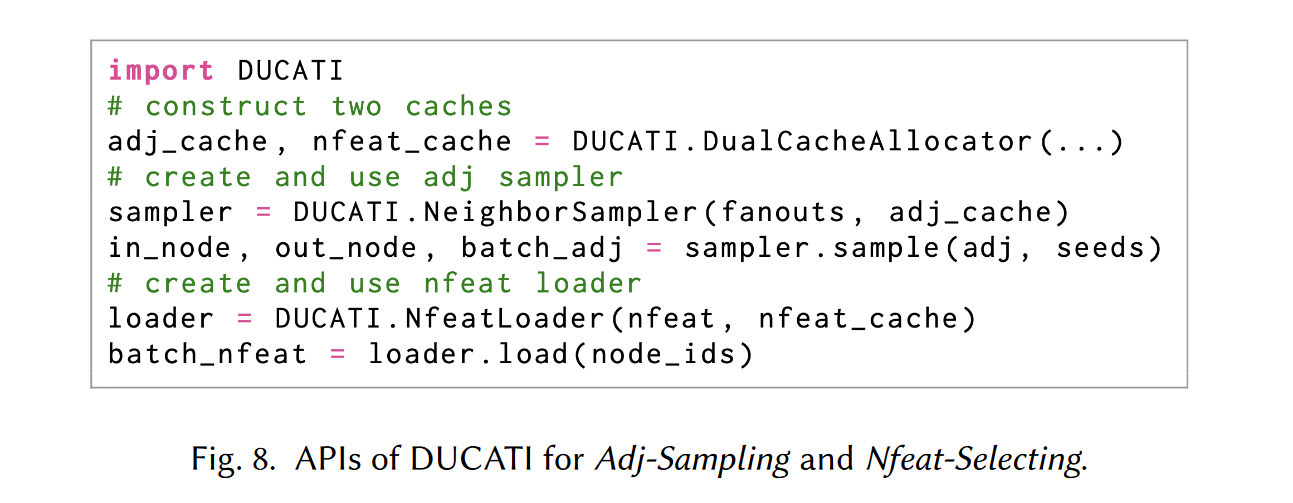 import DUCATI
# construct two caches
adj_cache, nfeat_cache = DUCATI.DualCacheAllocator(...)
# create and use adj sampler
sampler = DUCATI.NeighborSampler(fanouts, adj_cache)
in_node, out_node, batch_adj = sampler.sample(adj, seeds)
# create and use nfeat loader
loader = DUCATI.NfeatLoader(nfeat, nfeat_cache)
batch_nfeat = loader.load(node_ids)
Fig. 8. APIs of DUCATI for Adj-Sampling and Nfeat-Selecting.